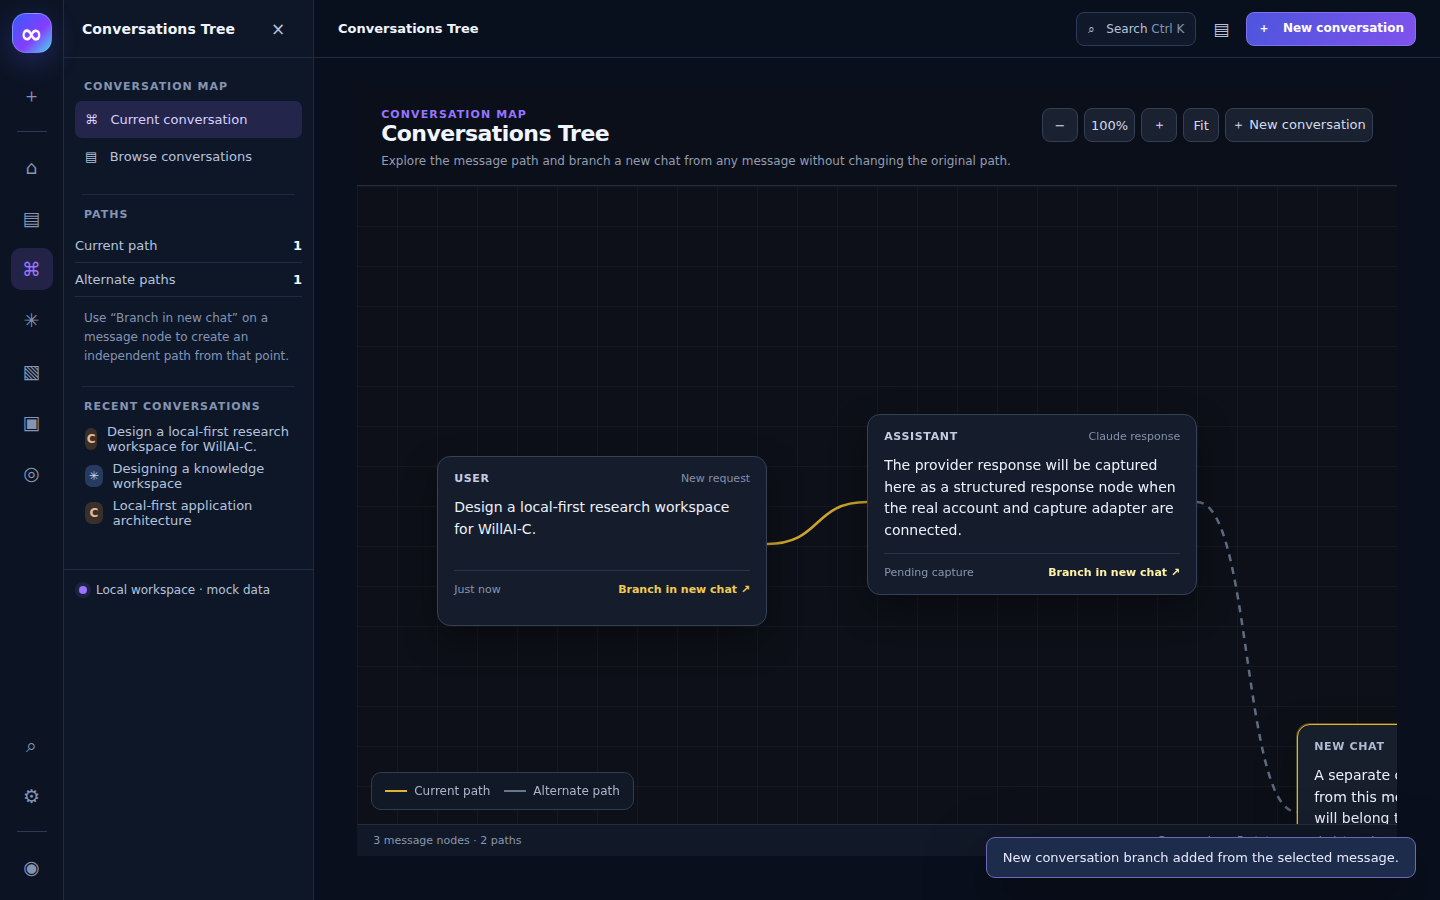 Conversations Tree ×
CONVERSATION MAP
⌘ Current conversation
Browse conversations
PATHS
Current path 1
Alternate paths 1
Use “Branch in new chat” on a
message node to create an
independent path from that point.
RECENT CONVERSATIONS
C Design a local-first research
workspace for WillAI-C.
Designing a knowledge
workspace
C Local-first application
architecture
Local workspace · mock data
Conversations Tree
Search Ctrl K
+ New conversation
CONVERSATION MAP
Conversations Tree
Explore the message path and branch a new chat from any message without changing the original path.
− 100% + Fit + New conversation
USER New request
Design a local-first research workspace
for WillAI-C.
Just now Branch in new chat ↗
ASSISTANT Claude response
The provider response will be captured
here as a structured response node when
the real account and capture adapter are
connected.
Pending capture Branch in new chat ↗
NEW CHAT
A separate
from this
will belong
Current path Alternate path
3 message nodes · 2 paths
New conversation branch added from the selected message.